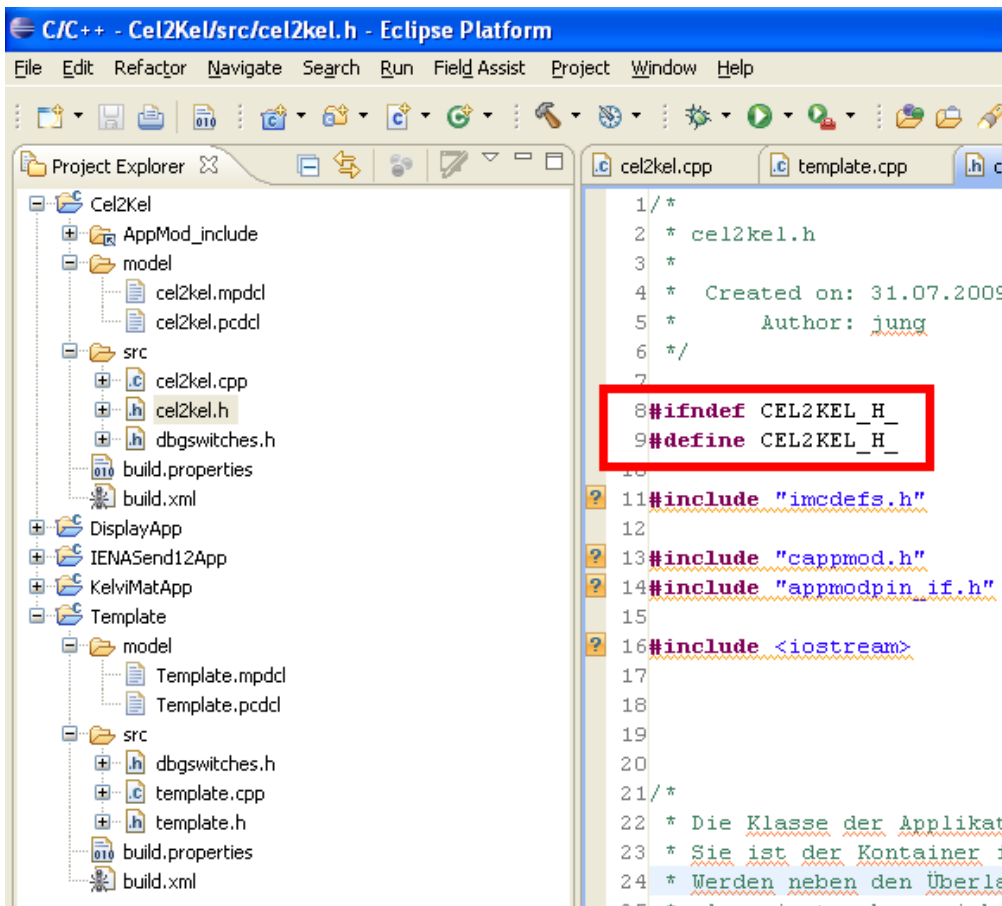 C/C++ - Cel2Kel/src/cel2kel.h - Eclipse Platform
File Edit Refactor Navigate Search Run Field Assist Project Window Help
Project Explorer
Cel2Kel
AppMod_include
model
cel2kel.mpdcl
cel2kel.pcdcl
src
cel2kel.cpp
cel2kel.h
dbgswitches.h
build.properties
build.xml
DisplayApp
IENASend12App
KelviMatApp
Template
model
Template.mpdcl
Template.pcdcl
src
dbgswitches.h
template.cpp
template.h
build.properties
build.xml
cel2kel.cpp template.cpp
1 /*
2 * cel2kel.h
3 *
4 * Created on: 31.07.2009
5 * Author: jung
6 */
7
8 #ifndef CEL2KEL_H_
9 #define CEL2KEL_H_
10
11 #include "imcdefs.h"
12
13 #include "cappmod.h"
14 #include "appmodpin_if.h"
15
16 #include <iostream>
17
18
19
20
21 /*
22 * Die Klasse der Applikat
23 * Sie ist der Kontainer
24 * Werden neben den Überla